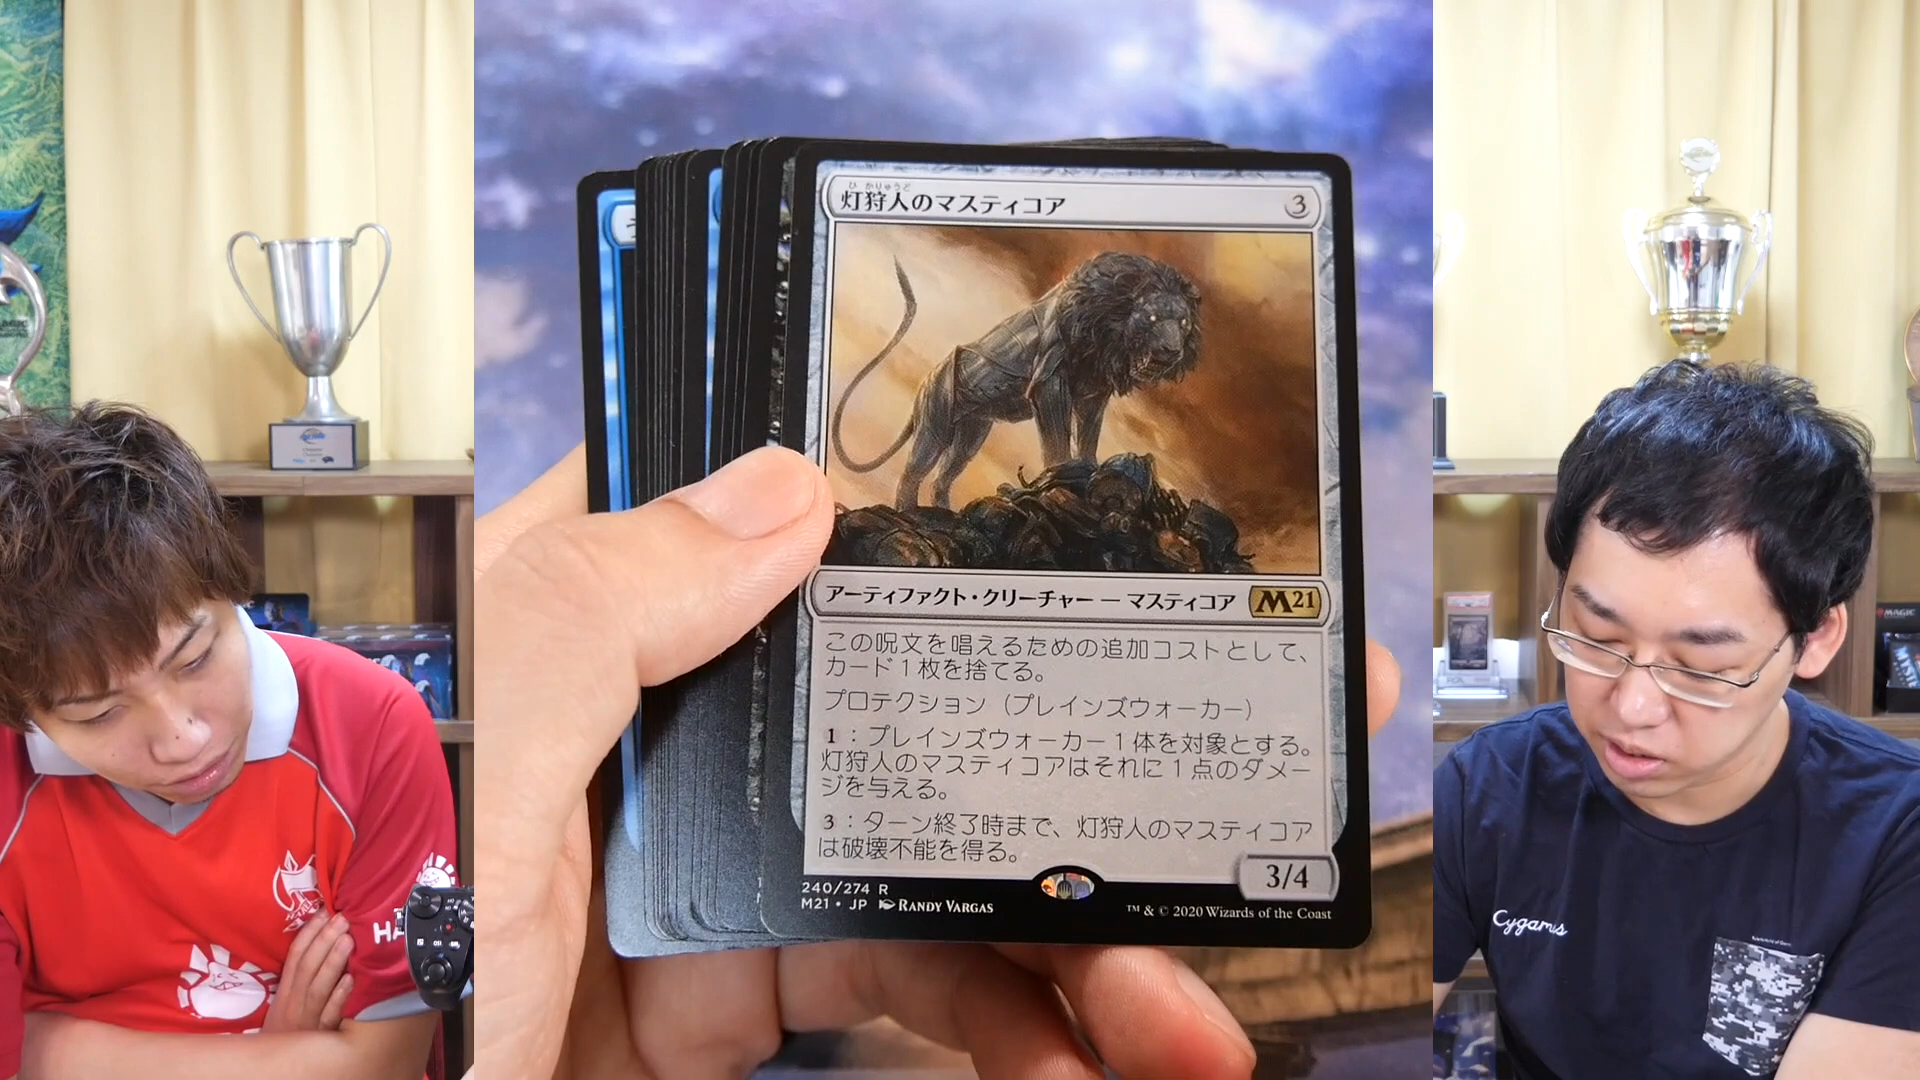 ひかりゅうど
灯狩人のマスティコア 3
アーティファクト・クリーチャー — マスティコア M21
この呪文を唱えるための追加コストとして、
カード1枚を捨てる。
プロテクション(プレインズウォーカー)
1:プレインズウォーカー1体を対象とする。
灯狩人のマスティコアはそれに1点のダメー
ジを与える。
3:ターン終了時まで、灯狩人のマスティコア
は破壊不能を得る。
3/4
240/274 R
M21 • JP RANDY VARGAS
™ & © 2020 Wizards of the Coast
HA
Cygames
MAGIC